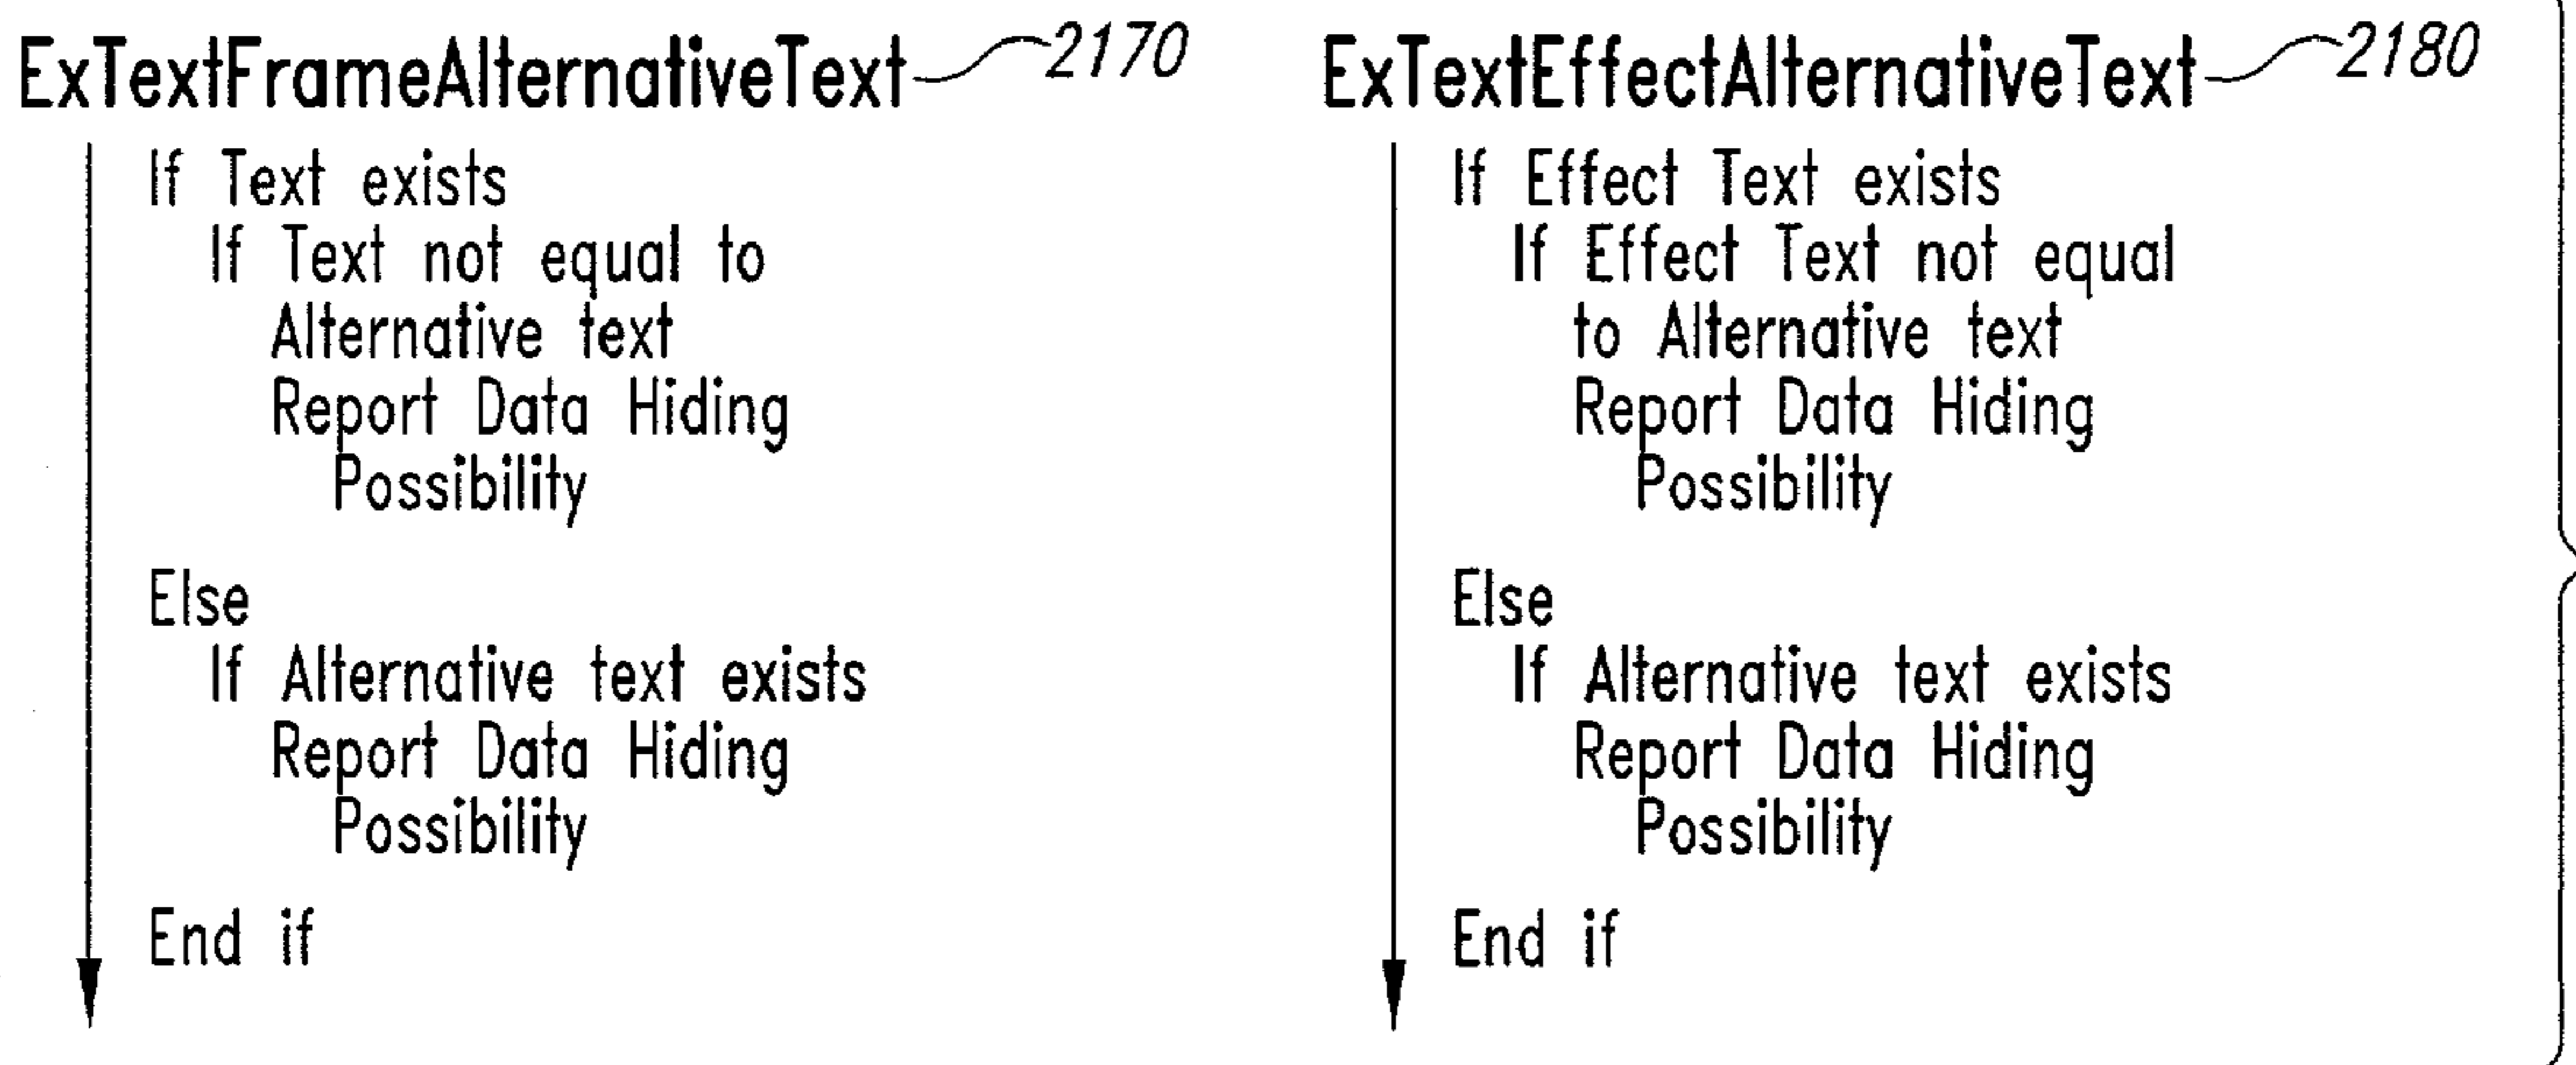 ExTextFrameAlternativeText 2170
If Text exists
If Text not equal to
Alternative text
Report Data Hiding
Possibility
Else
If Alternative text exists
Report Data Hiding
Possibility
End if
ExTextEffectAlternativeText 2180
If Effect Text exists
If Effect Text not equal
to Alternative text
Report Data Hiding
Possibility
Else
If Alternative text exists
Report Data Hiding
Possibility
End if